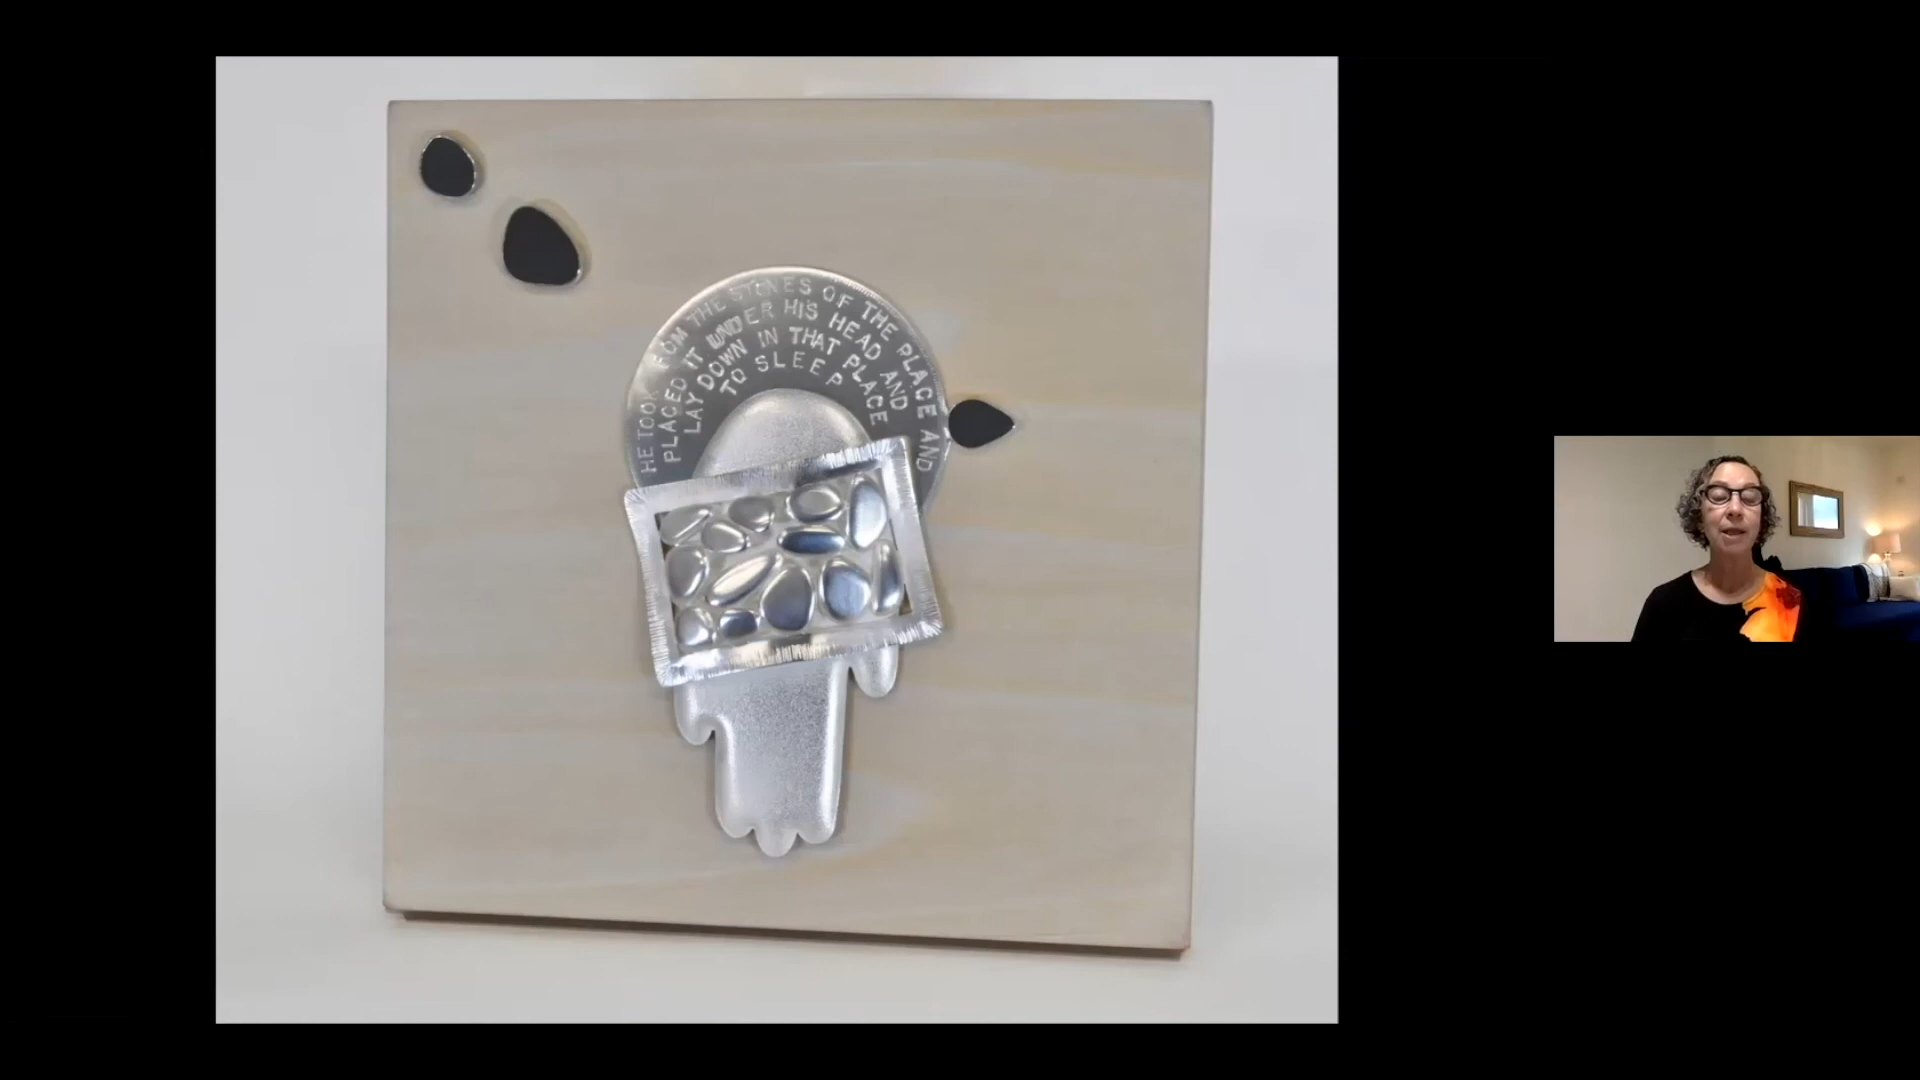 HE TOOK FOM THE STONES OF THE PLACE AND
PLACED IT UNDER HIS HEAD AND
LAY DOWN IN THAT PLACE
TO SLEEP